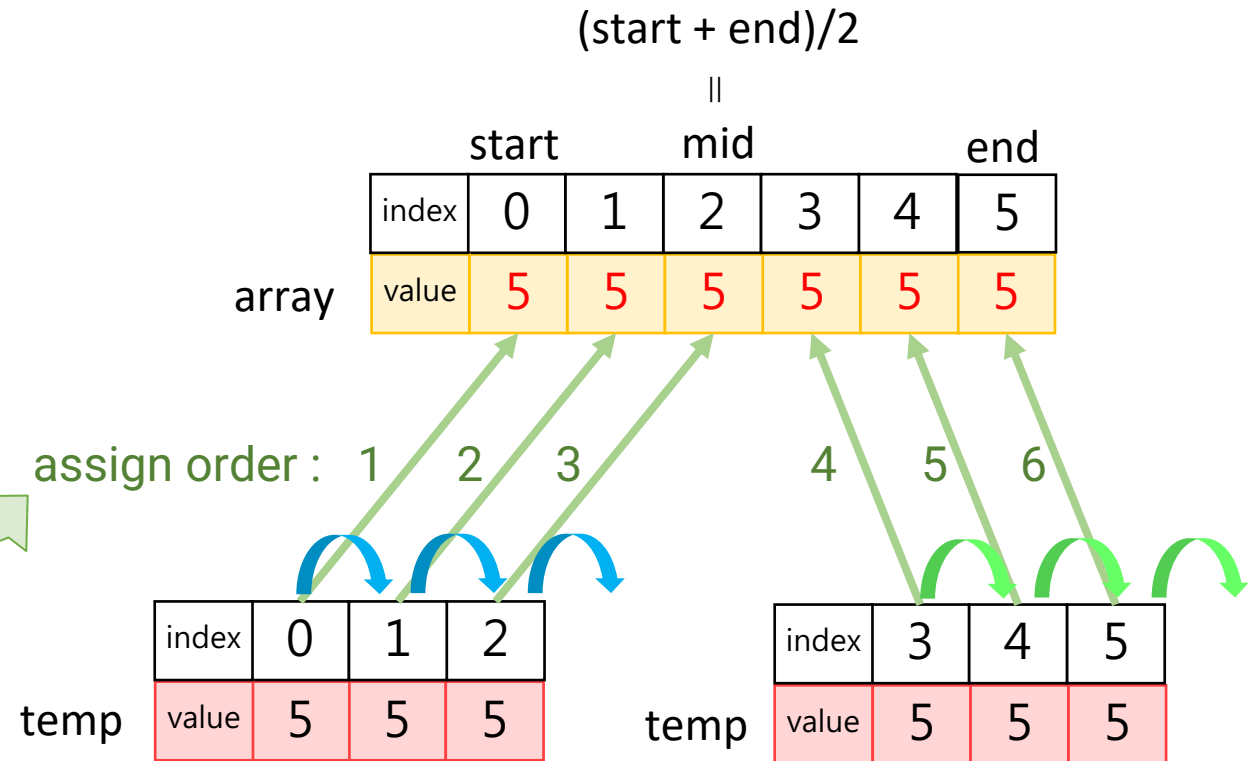 (start + end)/2
=
start mid end
index 0 1 2 3 4 5
array value 5 5 5 5 5 5
assign order : 1 2 3 4 5 6
index 0 1 2 index 3 4 5
temp value 5 5 5 temp value 5 5 5